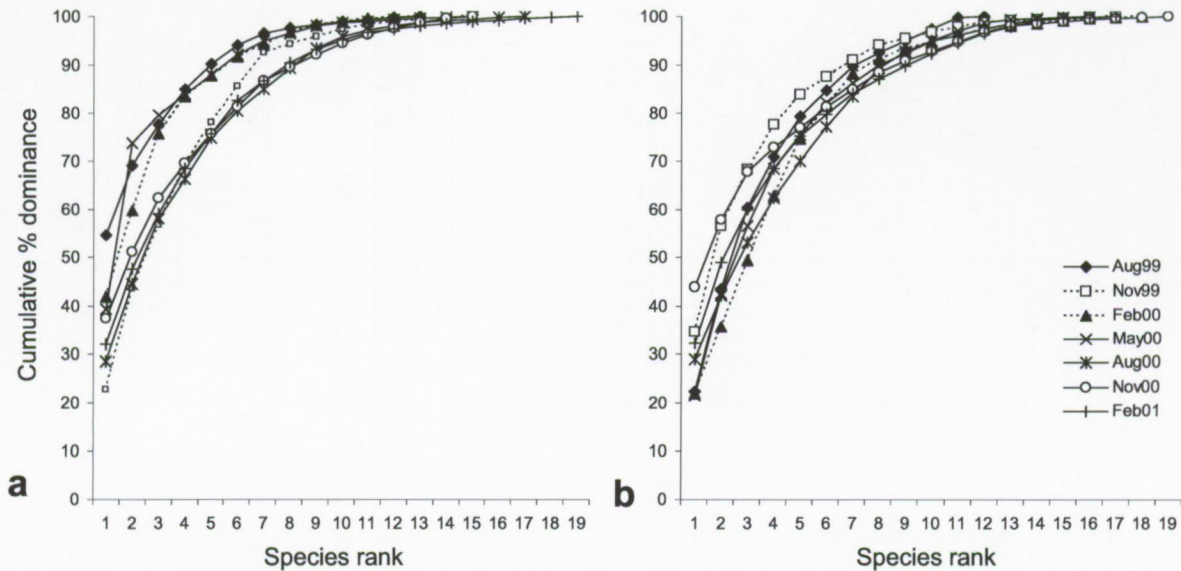 Cumulative % dominance
100
90
80
70
60
50
40
30
20
10
0
1 2 3 4 5 6 7 8 9 10 11 12 13 14 15 16 17 18 19
Species rank
a
100
90
80
70
60
50
40
30
20
10
0
1 2 3 4 5 6 7 8 9 10 11 12 13 14 15 16 17 18 19
Species rank
b
Aug99
Nov99
Feb00
May00
Aug00
Nov00
Feb01